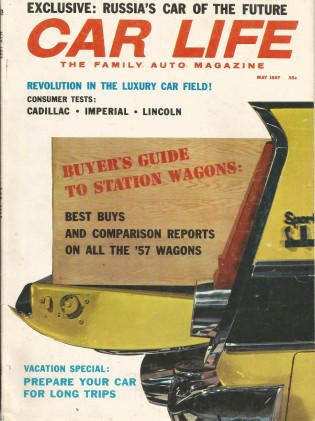 EXCLUSIVE: RUSSIA'S CAR OF THE FUTURE
CAR LIFE
THE FAMILY AUTO MAGAZINE
MAY 1957 35c
REVOLUTION IN THE LUXURY CAR FIELD!
CONSUMER TESTS:
CADILLAC • IMPERIAL • LINCOLN
BUYER'S GUIDE
TO STATION WAGONS:
BEST BUYS
AND COMPARISON REPORTS
ON ALL THE '57 WAGONS
VACATION SPECIAL:
PREPARE YOUR CAR
FOR LONG TRIPS